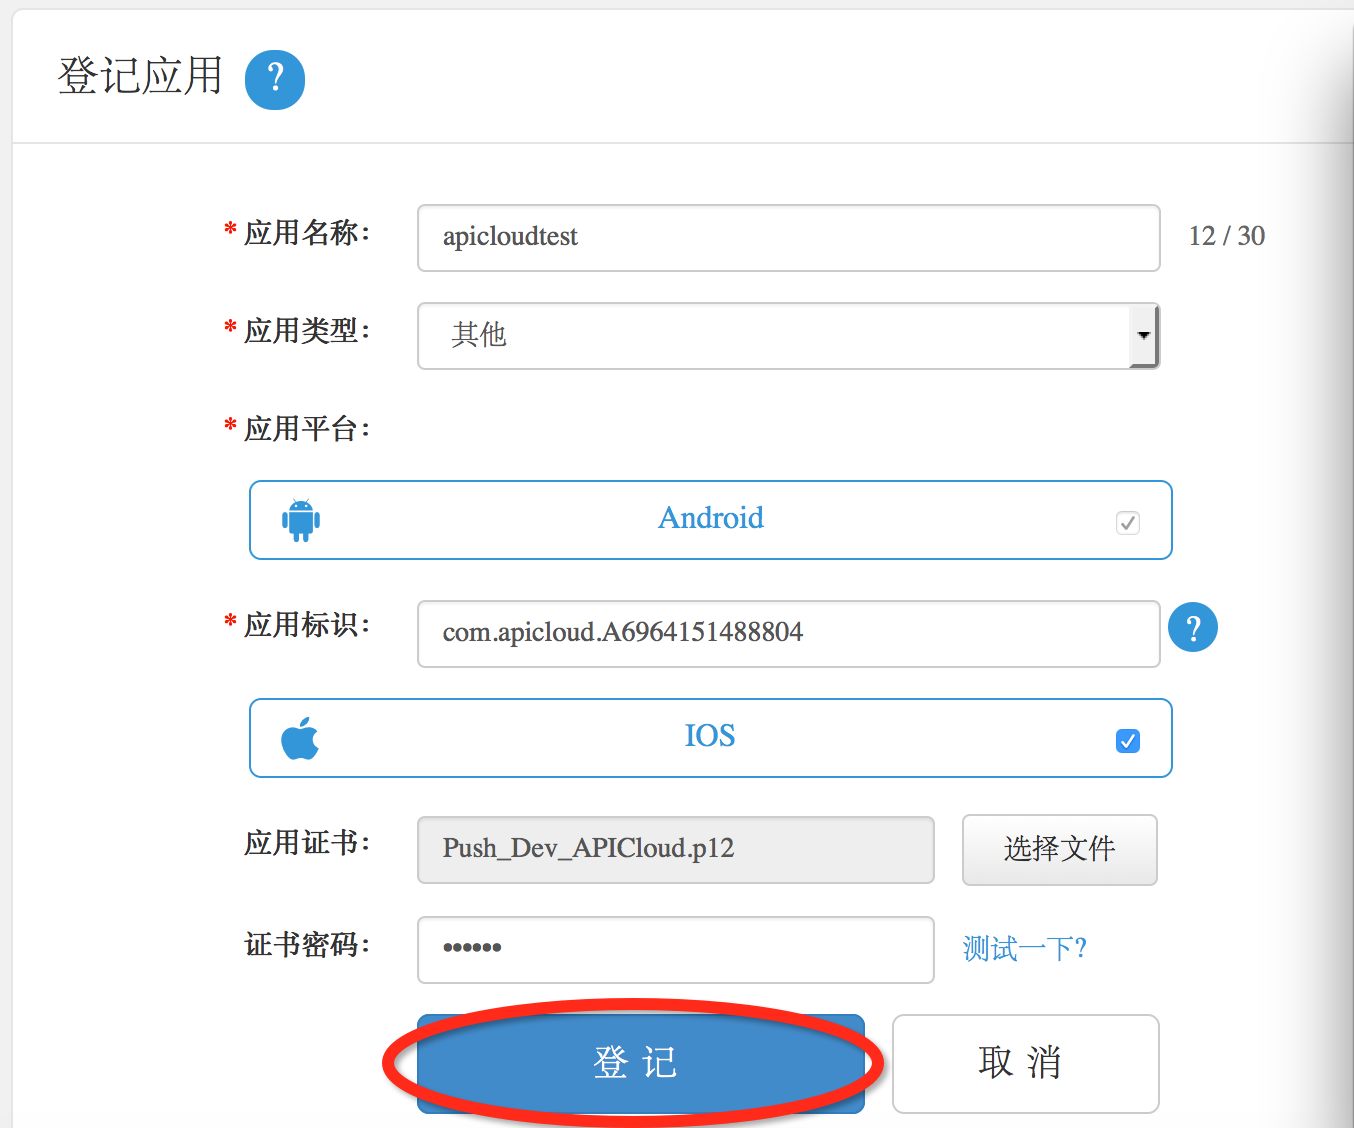 登记应用 ?
* 应用名称： apicloudtest 12 / 30
* 应用类型： 其他
* 应用平台：
Android
* 应用标识： com.apicloud.A6964151488804 ?
IOS
应用证书： Push_Dev_APICloud.p12 选择文件
证书密码： •••••• 测试一下?
登 记 取 消